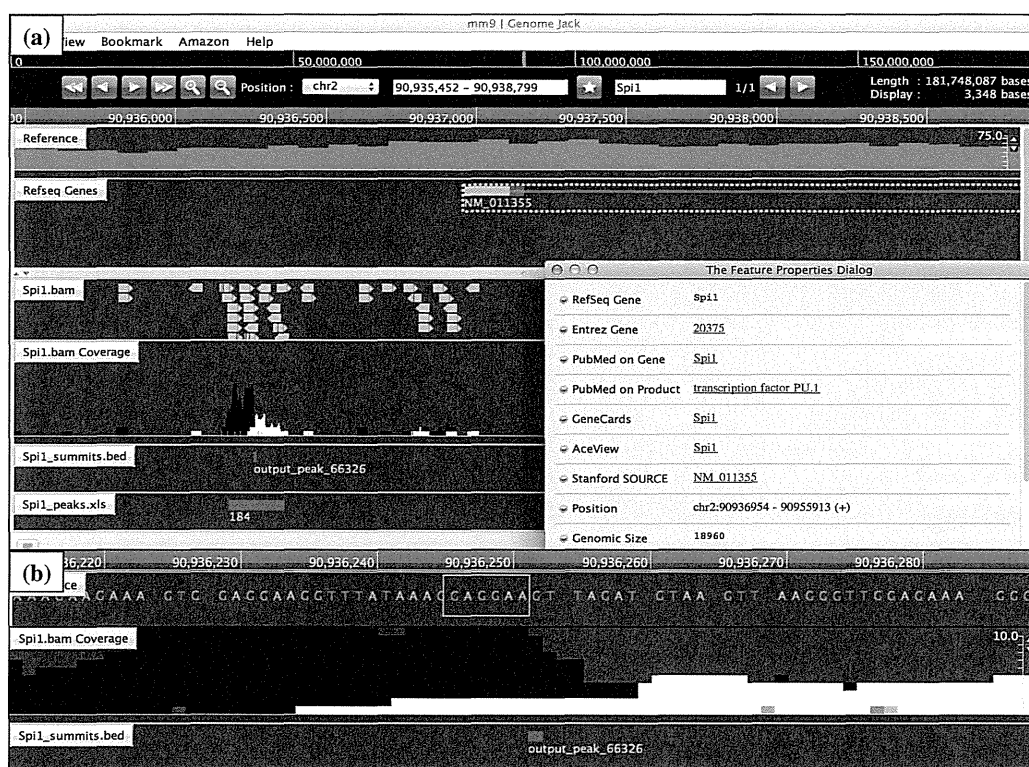 mm9 | Genome Jack
(a)
iew Bookmark Amazon Help
0 50,000,000 100,000,000 150,000,000
Position : chr2 90,935,452 - 90,938,799 Spi1 1/1 Length : 181,748,087 bases
Display : 3,348 bases
00 90,936,000 90,936,500 90,937,000 90,937,500 90,938,000 90,938,500
Reference 75.0
Refseq Genes
NM_011355
The Feature Properties Dialog
Spi1.bam
RefSeq Gene Spi1
Entrez Gene 20375
Spi1.bam Coverage
PubMed on Gene Spi1
PubMed on Product transcription factor PU.1
GeneCards Spi1
Spi1_summits.bed
AceView Spi1
output_peak_66326
Stanford SOURCE NM_011355
Spi1_peaks.xls
184
Position chr2:90936954 - 90955913 (+)
Genomic Size 18960
(b)
36,220 90,936,230 90,936,240 90,936,250 90,936,260 90,936,270 90,936,280
ce
A A A G A A G A A A G T C G A G C A A G G T T T A T A A A G G A G G A A G T T A G A T G T A A G T T A A G G G T T G G A G A A A G G G
Spi1.bam Coverage 10.0
Spi1_summits.bed
output_peak_66326